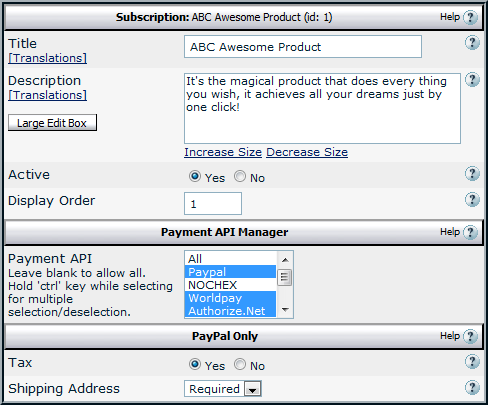 Subscription: ABC Awesome Product (id: 1) Help ?
Title ABC Awesome Product ?
[Translations]
Description It's the magical product that does every thing ?
[Translations] you wish, it achieves all your dreams just by
one click!
Large Edit Box
Increase Size Decrease Size
Active Yes No ?
Display Order 1 ?
Payment API Manager Help ?
Payment API All ?
Leave blank to allow all. Paypal
Hold 'ctrl' key while selecting NOCHEX
for multiple Worldpay
selection/deselection. Authorize.Net
PayPal Only Help ?
Tax Yes No ?
Shipping Address Required ?